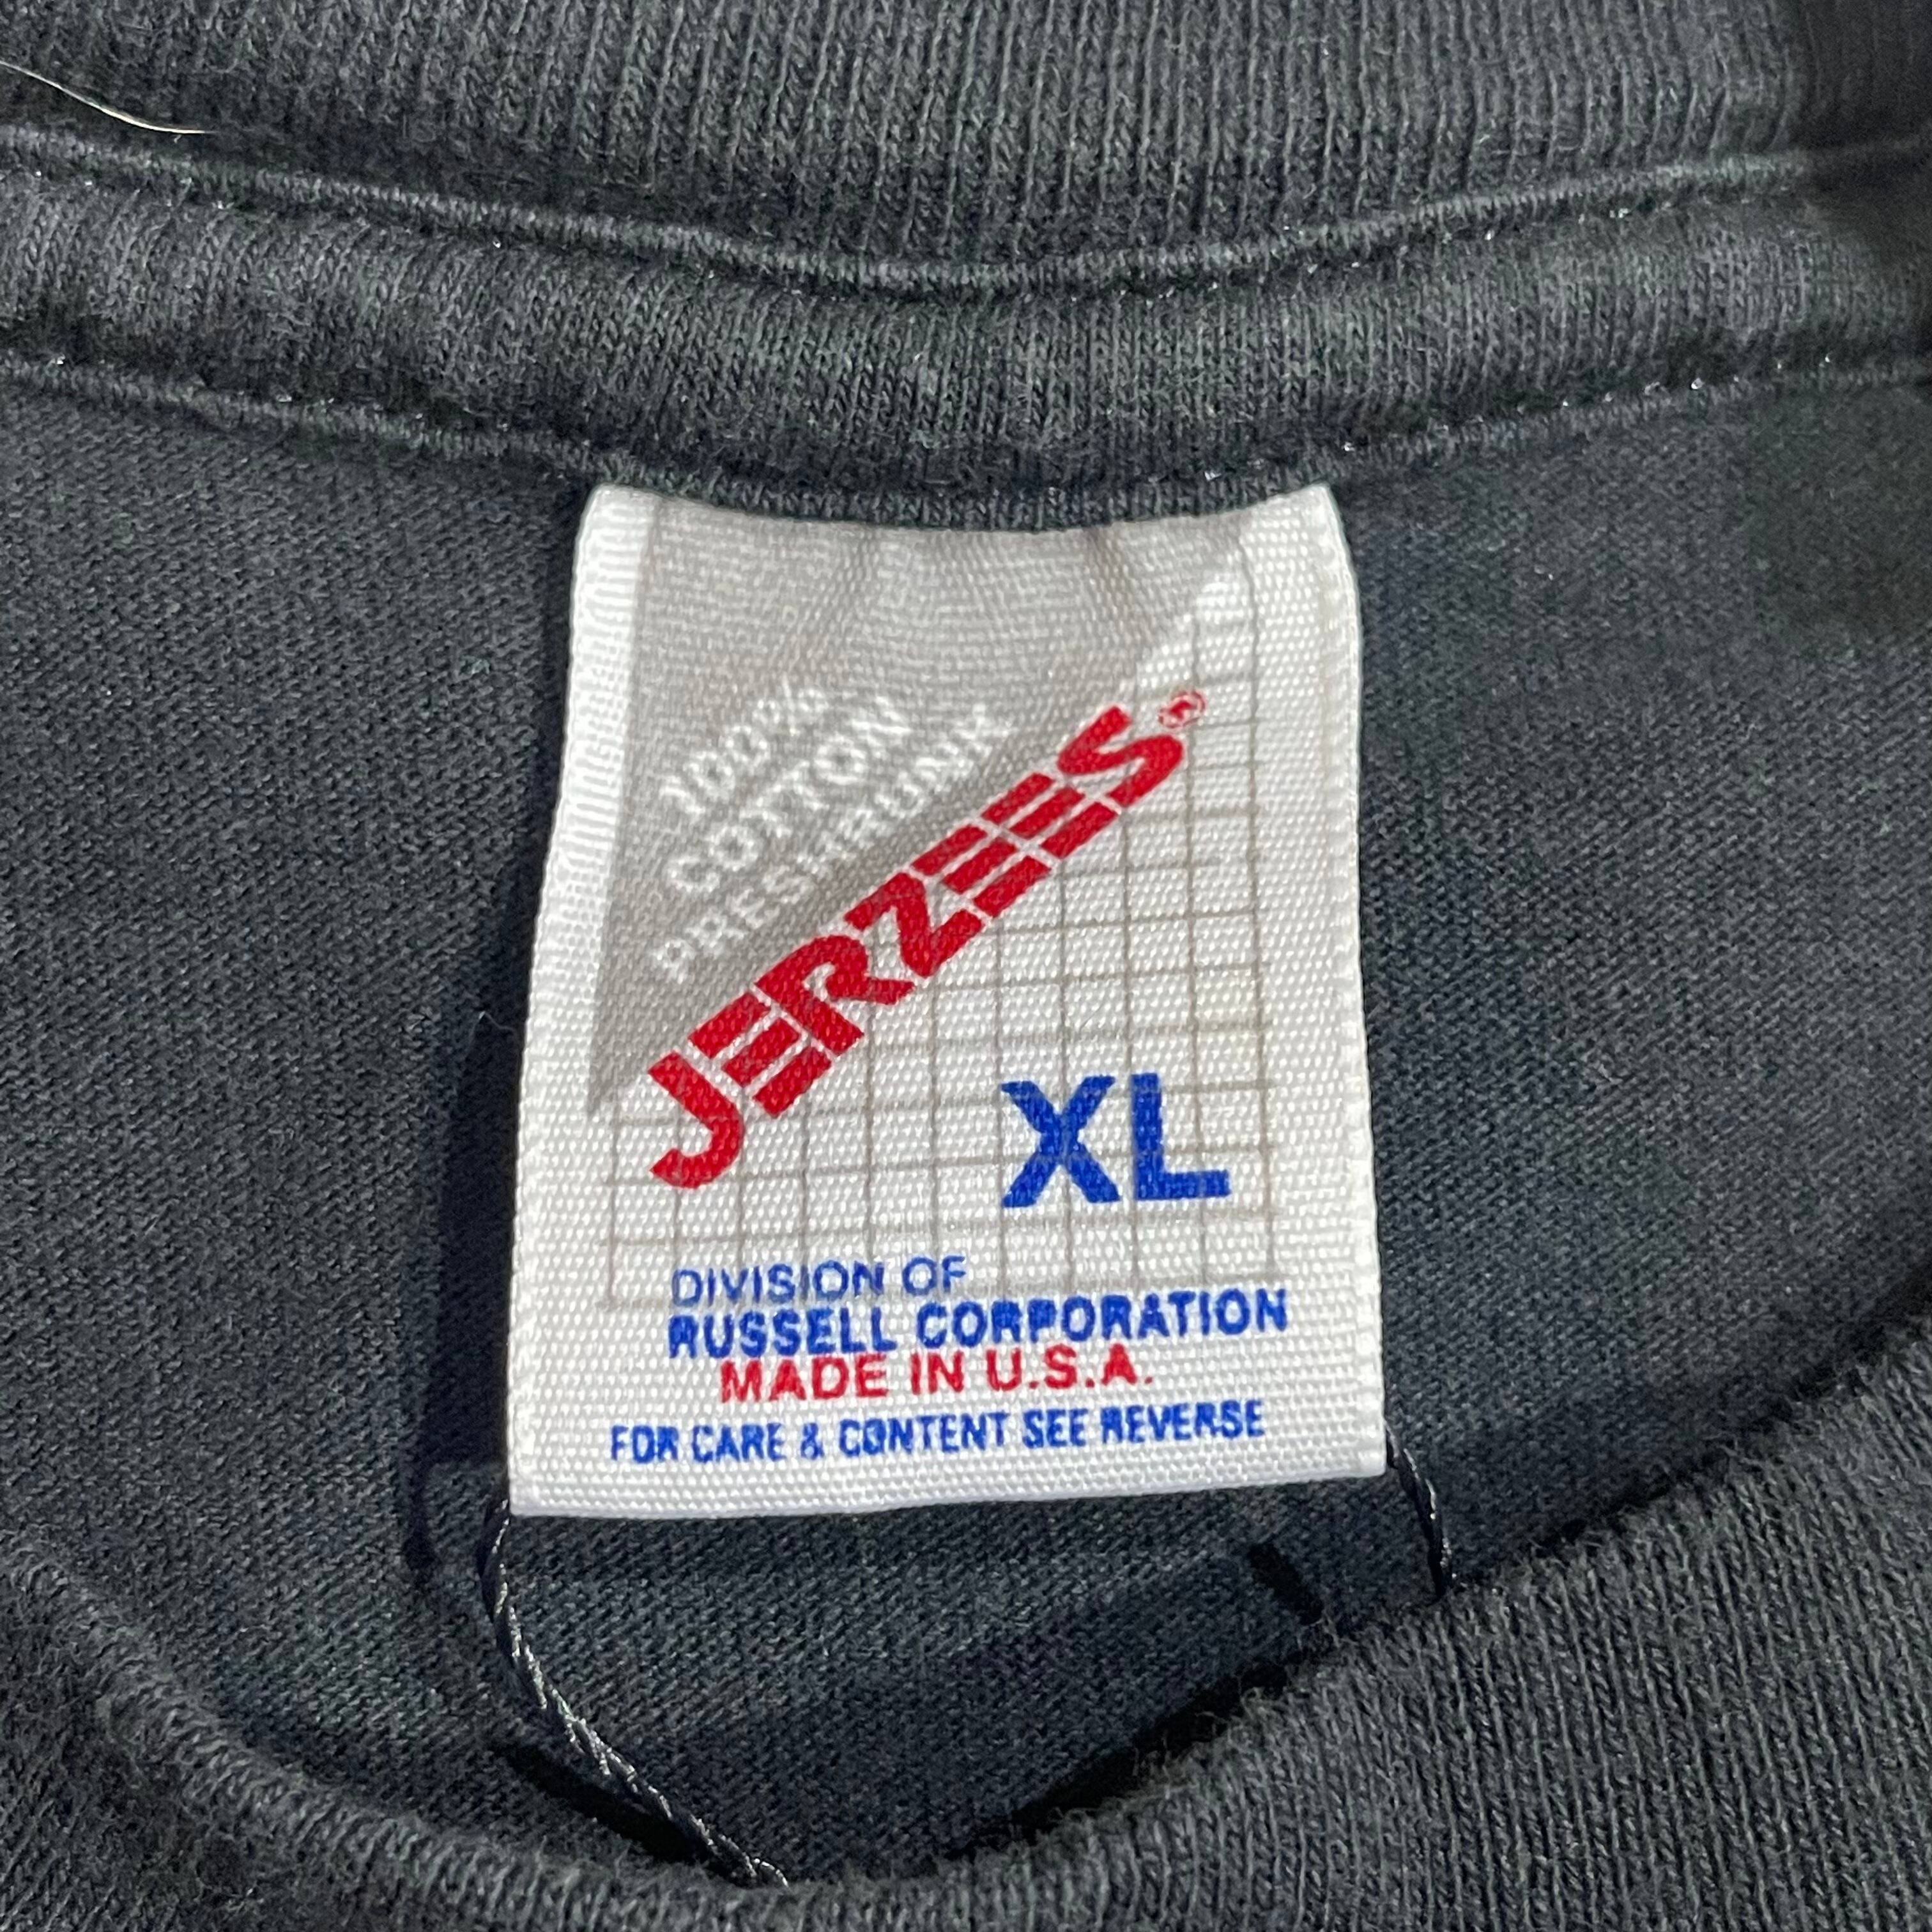 100%
COTTON
PRESHRUNK
JERZEES®
XL
DIVISION OF
RUSSELL CORPORATION
MADE IN U.S.A.
FOR CARE & CONTENT SEE REVERSE